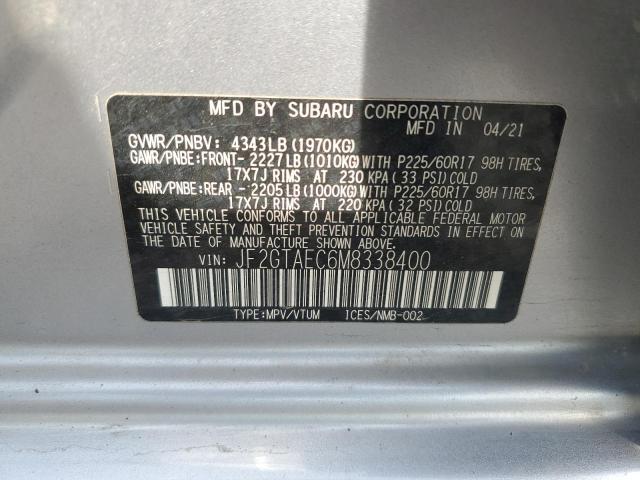 MFD BY SUBARU CORPORATION
MFD IN 04/21
GVWR/PNBV: 4343LB (1970KG)
GAWR/PNBE:FRONT- 2227LB(1010KG)WITH P225/60R17 98H TIRES,
17X7J RIMS AT 230 KPA(33 PSI)COLD
GAWR/PNBE:REAR -2205LB(1000KG)WITH P225/60R17 98H TIRES,
17X7J RIMS AT 220 KPA(32 PSI)COLD
THIS VEHICLE CONFORMS TO ALL APPLICABLE FEDERAL MOTOR
VEHICLE SAFETY AND THEFT PREVENTION STANDARDS IN EFFECT
ON THE DATE OF MANUFACTURE SHOWN ABOVE.
VIN: JF2GTAEC6M8338400
TYPE:MPV/VTUM ICES/NMB-002